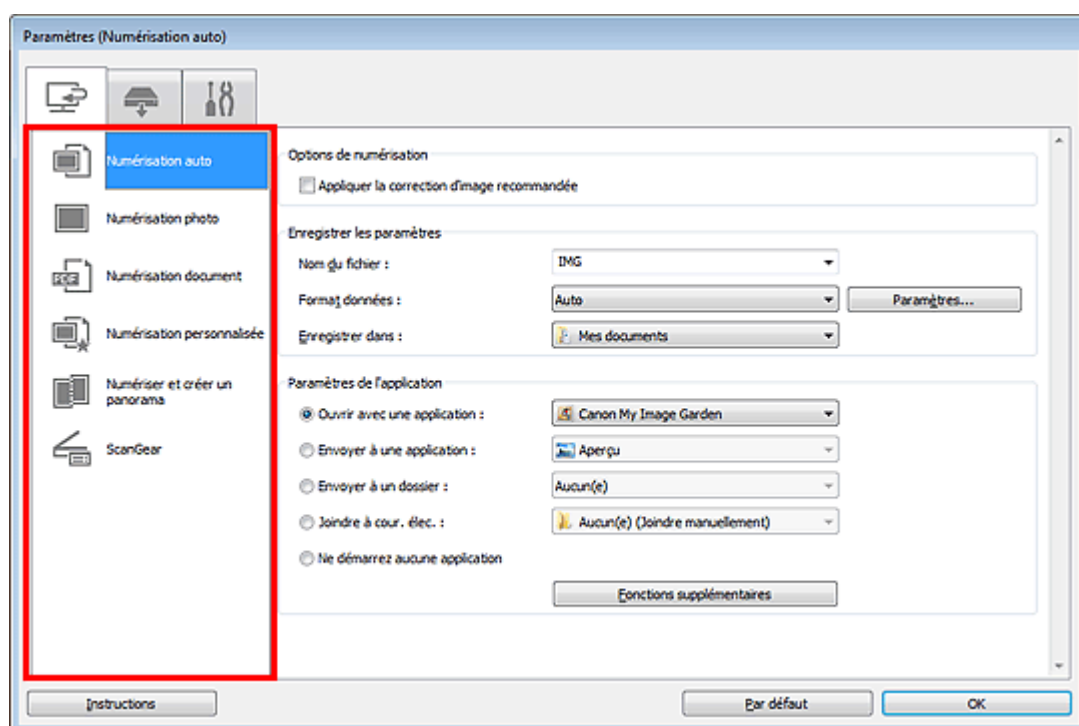 Paramètres (Numérisation auto)
Numérisation auto
Numérisation photo
Numérisation document
Numérisation personnalisée
Numériser et créer un
panorama
ScanGear
Options de numérisation
Appliquer la correction d'image recommandée
Enregistrer les paramètres
Nom du fichier : IMG
Format données : Auto Paramètres...
Enregistrer dans : Mes documents
Paramètres de l'application
Ouvrir avec une application : Canon My Image Garden
Envoyer à une application : Aperçu
Envoyer à un dossier : Aucun(e)
Joindre à cour. élec. : Aucun(e) (Joindre manuellement)
Ne démarrez aucune application
Fonctions supplémentaires
Instructions Par défaut OK